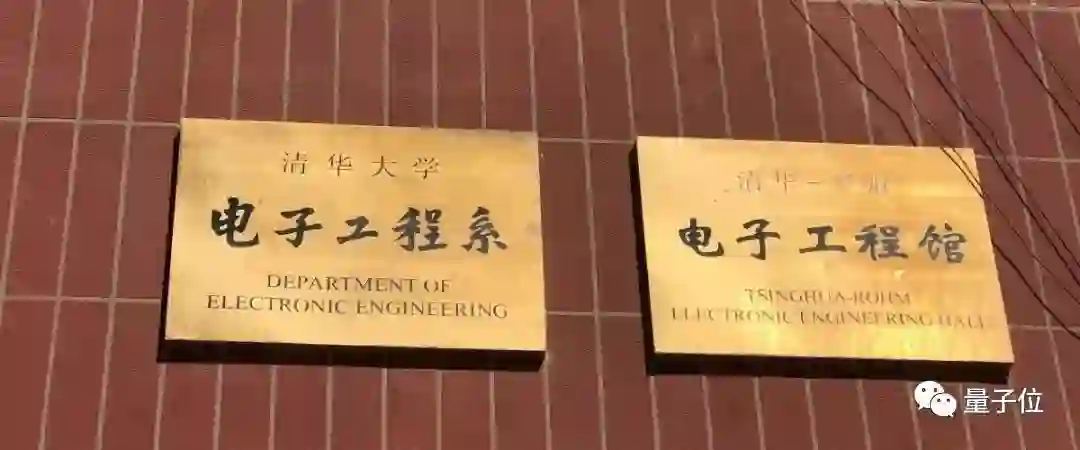 清华大学
电子工程系
DEPARTMENT OF
ELECTRONIC ENGINEERING
清华-
电子工程馆
TSINGHUA-ROHM
ELECTRONIC ENGINEERING HALL
量子位